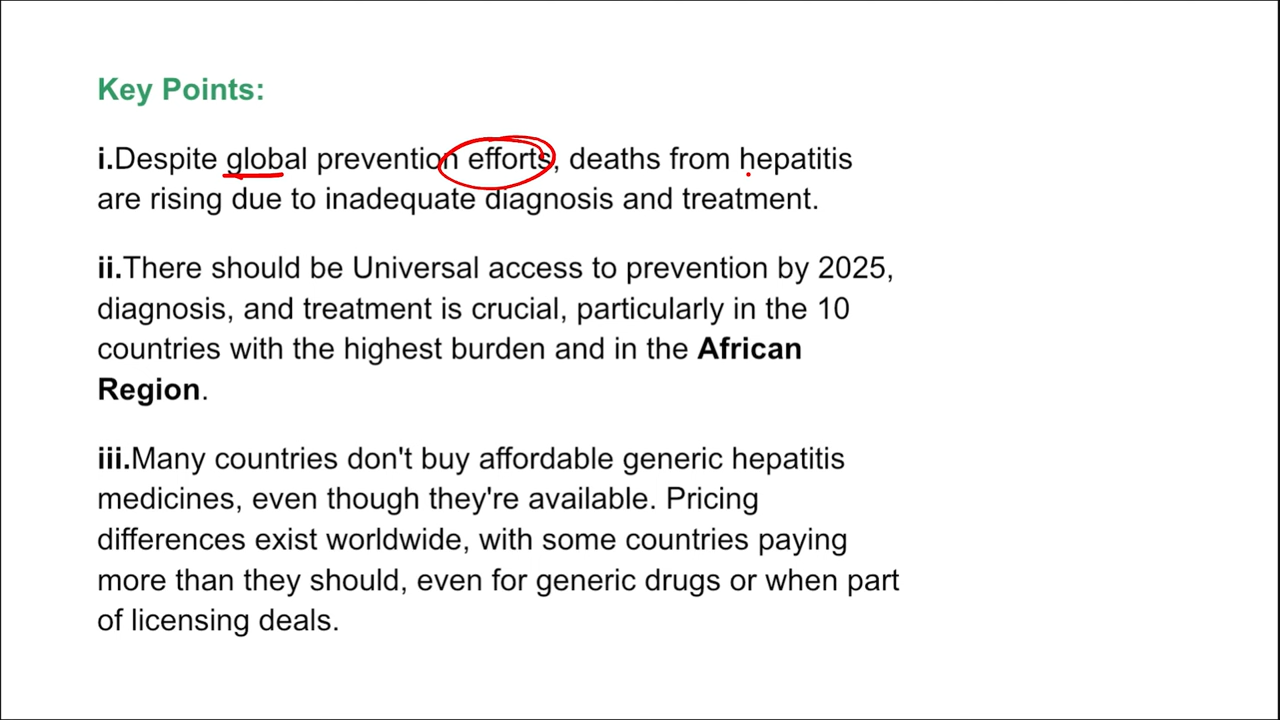 Key Points:
i.Despite global prevention efforts, deaths from hepatitis
are rising due to inadequate diagnosis and treatment.
ii.There should be Universal access to prevention by 2025,
diagnosis, and treatment is crucial, particularly in the 10
countries with the highest burden and in the African
Region.
iii.Many countries don't buy affordable generic hepatitis
medicines, even though they're available. Pricing
differences exist worldwide, with some countries paying
more than they should, even for generic drugs or when part
of licensing deals.